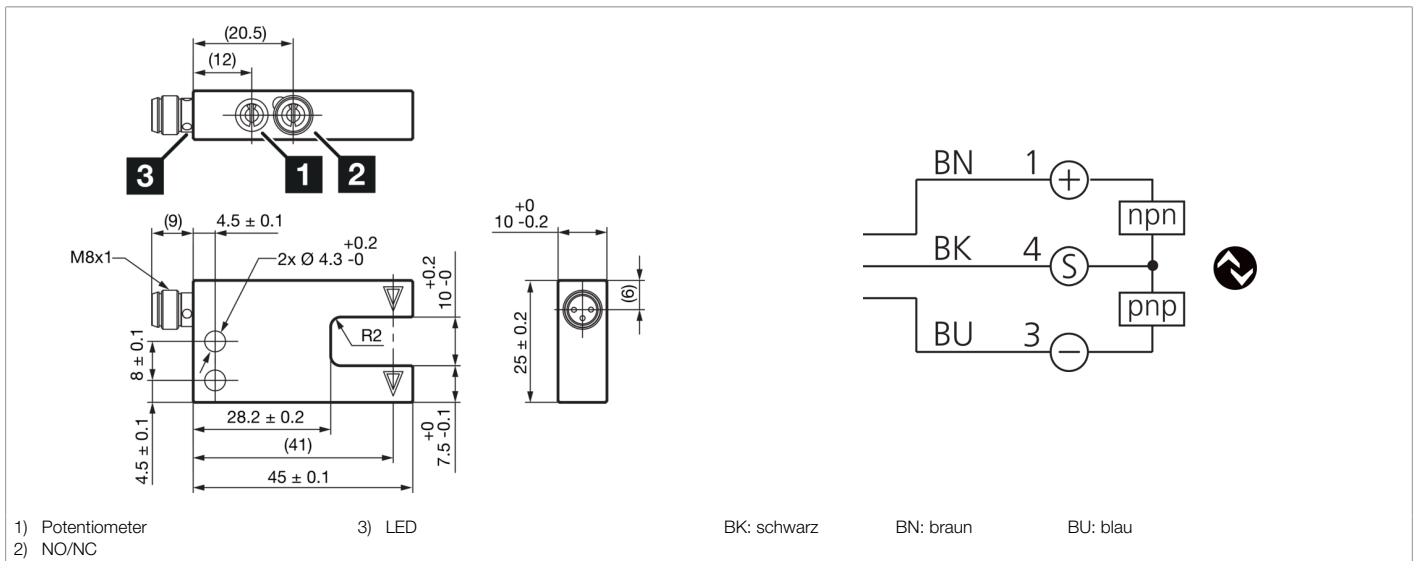 (20.5)
(12)
3
1
2
(9)
4.5 ± 0.1
M8x1
2x Ø 4.3 +0.2 -0
10 +0.2 -0
R2
8 ± 0.1
4.5 ± 0.1
28.2 ± 0.2
(41)
45 ± 0.1
7.5 +0 -0.1
10 +0 -0.2
(6)
25 ± 0.2
BN 1 +
npn
BK 4 S
pnp
BU 3 −
1) Potentiometer
2) NO/NC
3) LED
BK: schwarz
BN: braun
BU: blau